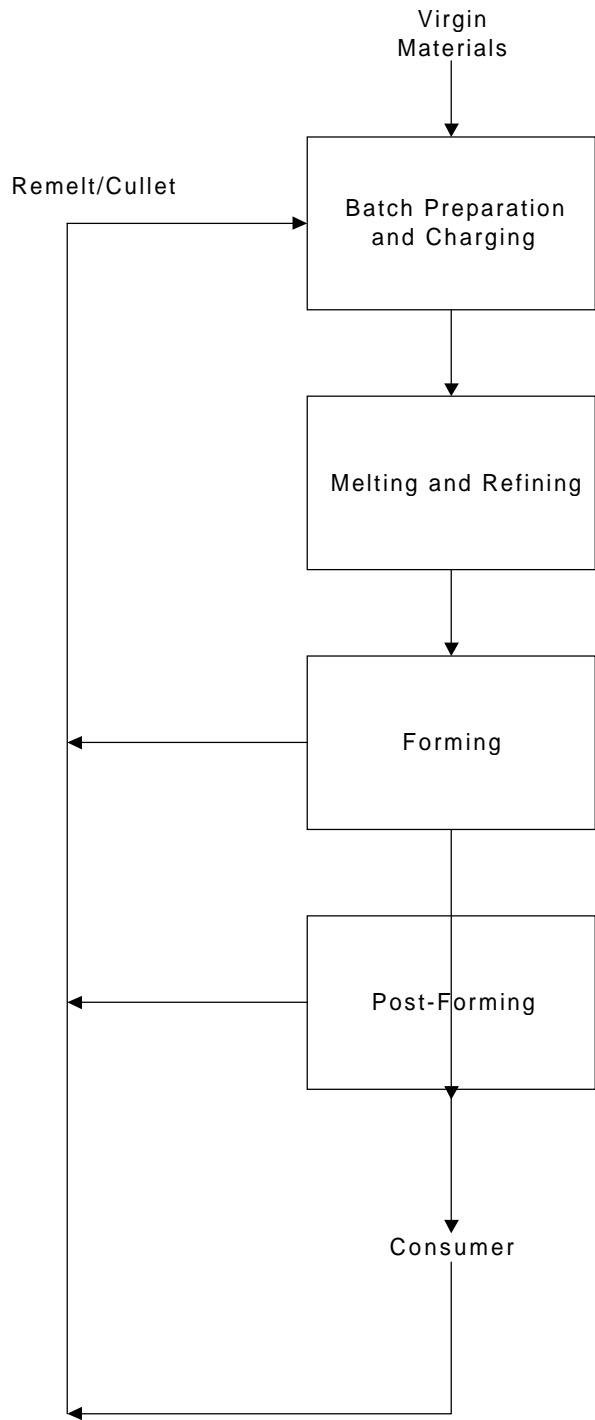 Virgin
Materials
Remelt/Cullet
Batch Preparation
and Charging
Melting and Refining
Forming
Post-Forming
Consumer